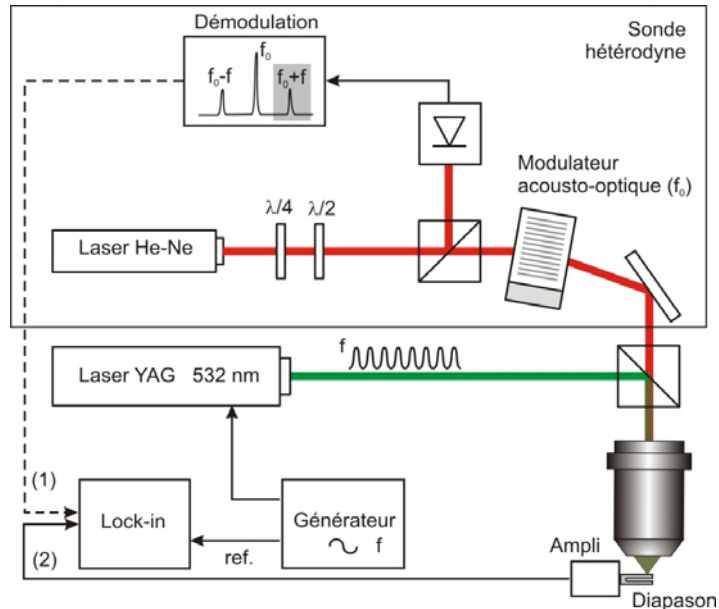 Démodulation
Sonde
hétérodyne
f₀-f
f₀
f₀+f
Modulateur
acousto-optique (f₀)
λ/4
λ/2
Laser He-Ne
Laser YAG 532 nm
f
(1)
(2)
Lock-in
ref.
Générateur
f
Ampli
Diapason